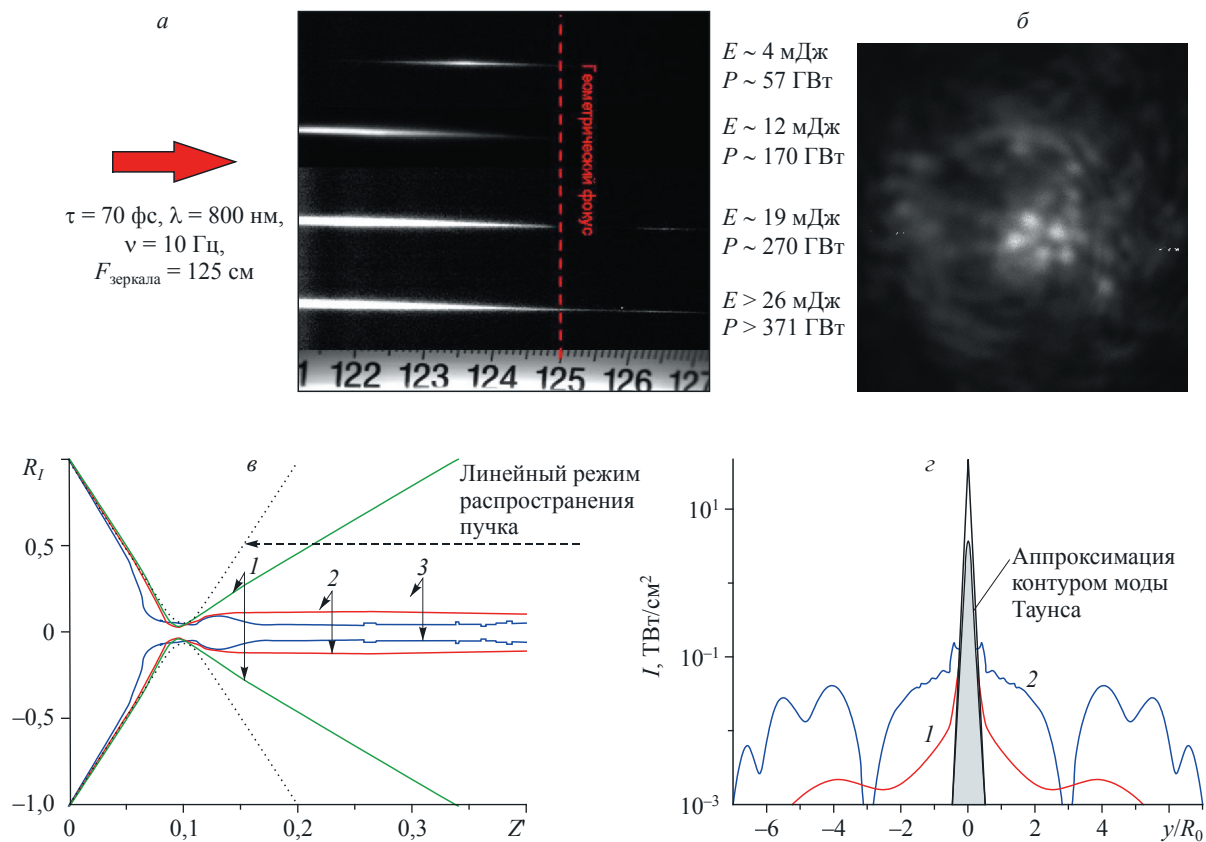 а
б
E ~ 4 мДж
P ~ 57 ГВт
E ~ 12 мДж
P ~ 170 ГВт
E ~ 19 мДж
P ~ 270 ГВт
E > 26 мДж
P > 371 ГВт
Геометрический фокус
τ = 70 фс, λ = 800 нм,
ν = 10 Гц,
Fзеркала = 125 см
1 122 123 124 125 126 127
в
R_I
Линейный режим
распространения
пучка
0,5
0
–0,5
–1,0
1
2
3
0 0,1 0,2 0,3 Z
г
I, ТВт/см²
10¹
10⁻¹
10⁻³
Аппроксимация
контуром моды
Таунса
1
2
–6 –4 –2 0 2 4 y/R₀